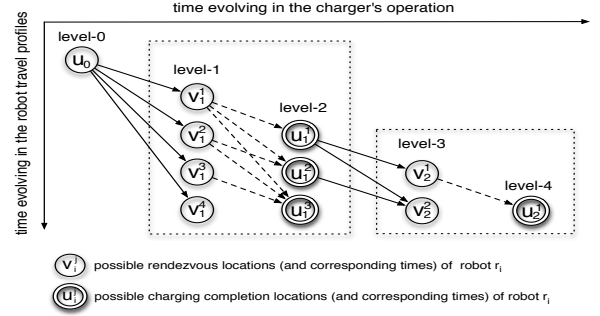 time evolving in the charger's operation
time evolving in the robot travel profiles
level-0
u₀
level-1
v₁¹
v₁²
v₁³
v₁⁴
level-2
u₁¹
u₁²
u₁³
level-3
v₂¹
v₂²
level-4
u₂¹
vᵢʲ possible rendezvous locations (and corresponding times) of robot rᵢ
uᵢʲ possible charging completion locations (and corresponding times) of robot rᵢ